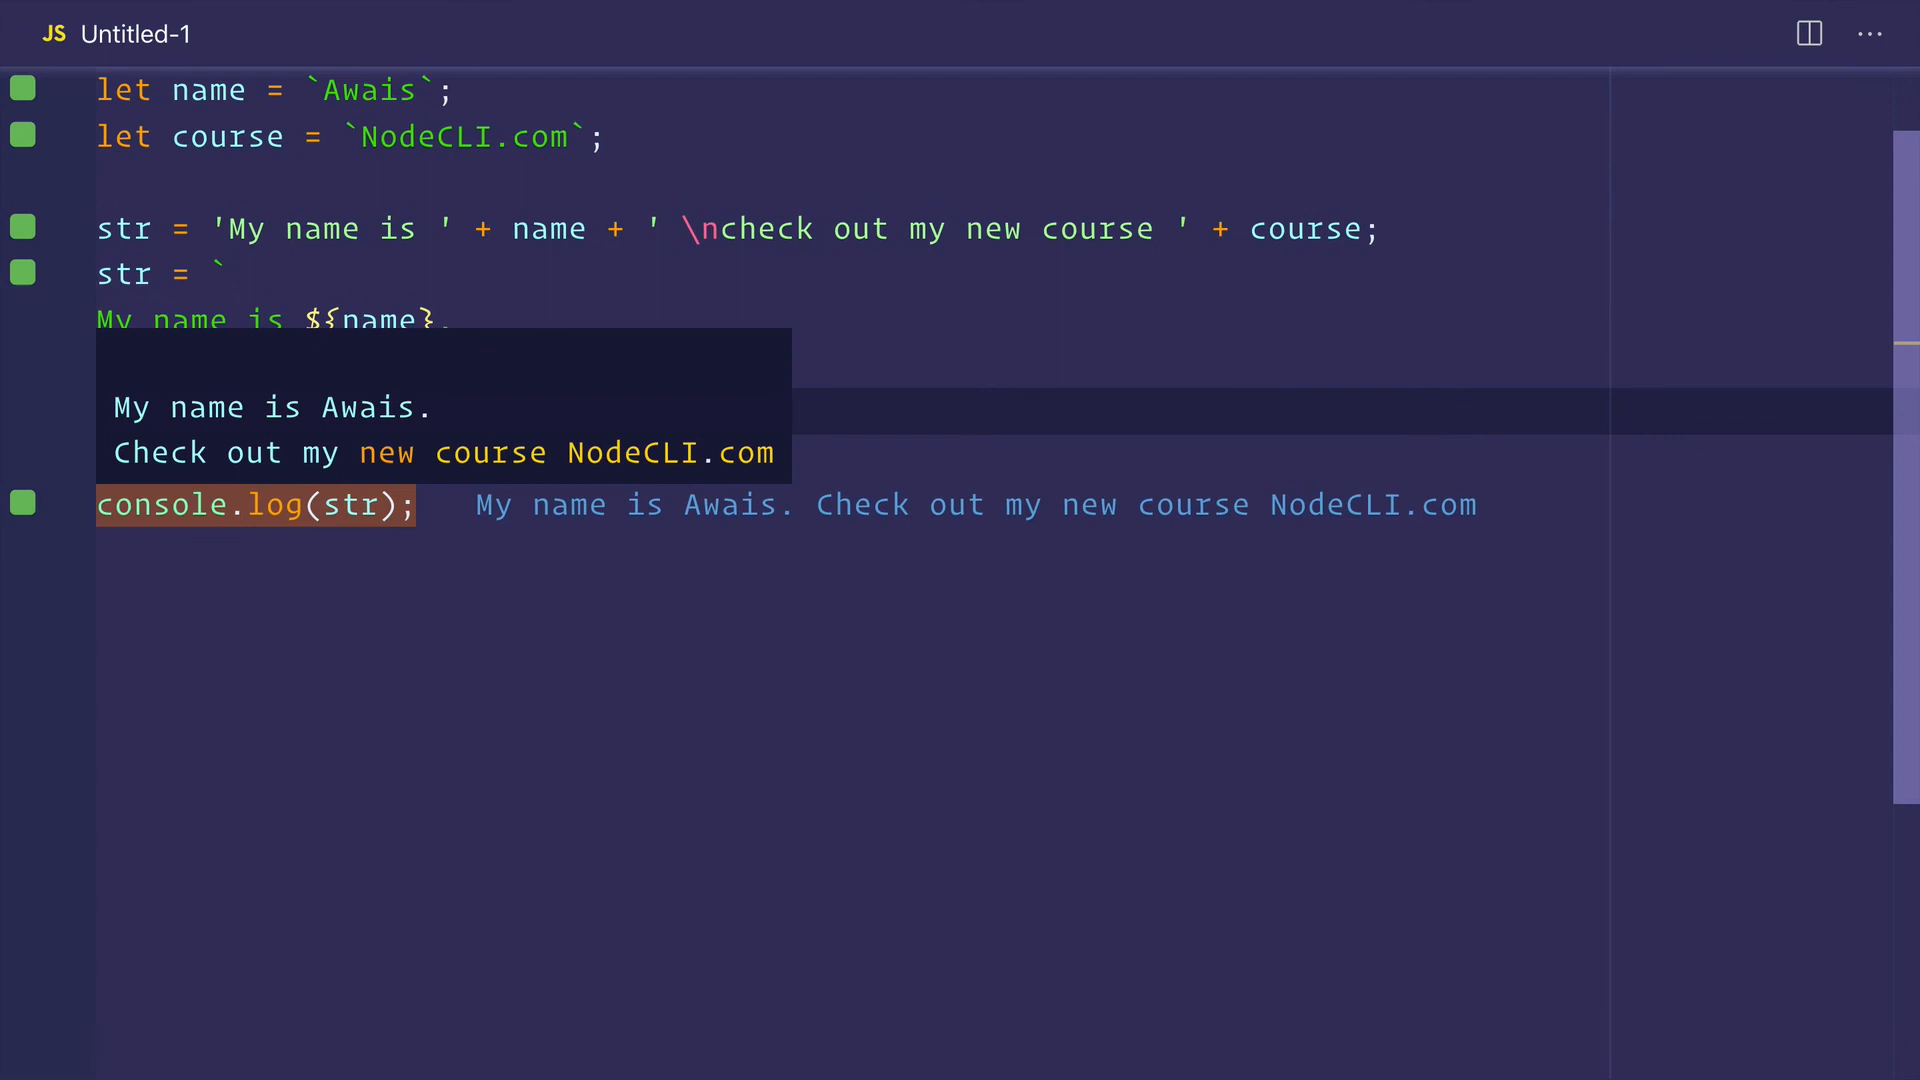 JS Untitled-1
let name = `Awais`;
let course = `NodeCLI.com`;
str = 'My name is ' + name + ' \ncheck out my new course ' + course;
str = `
My name is ${name}.
My name is Awais.
Check out my new course NodeCLI.com
console.log(str); My name is Awais. Check out my new course NodeCLI.com